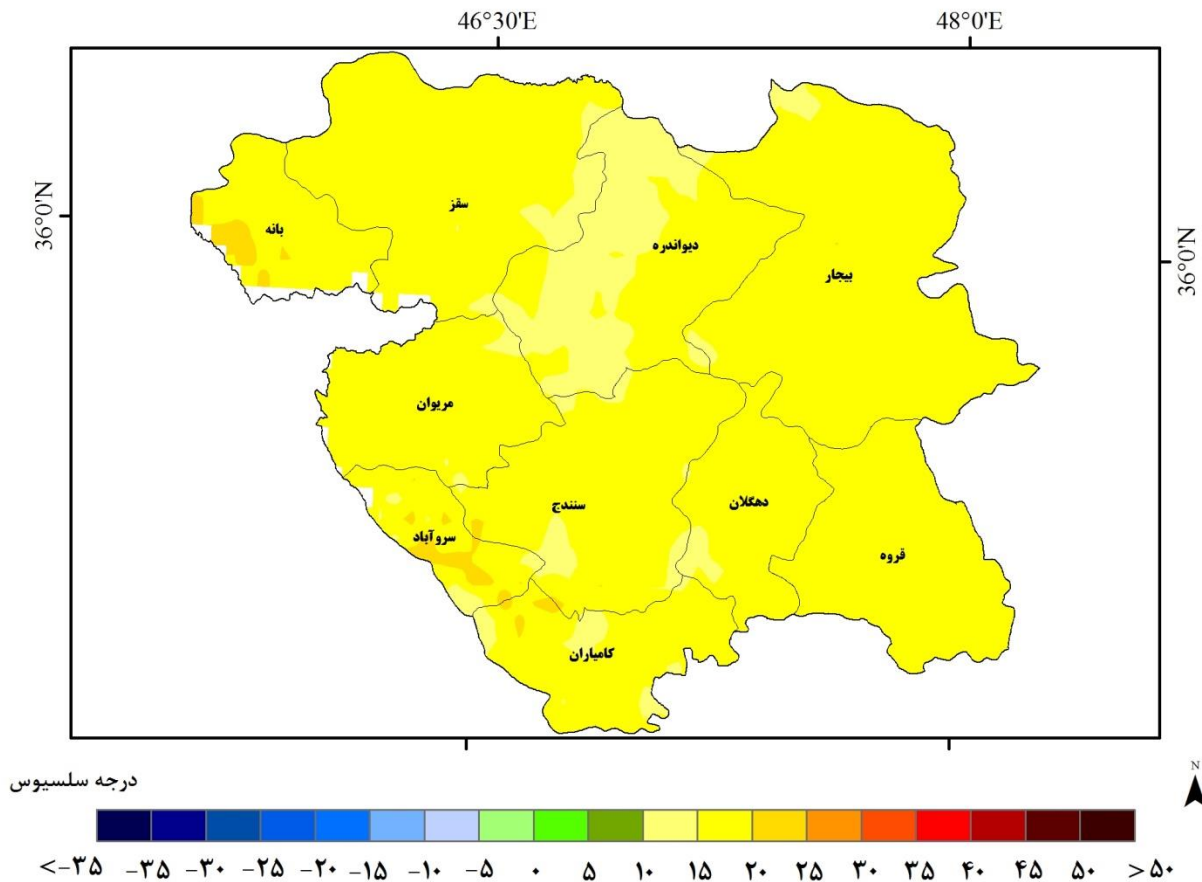 46°30'E 48°0'E
36°0'N
36°0'N
سقز
بانه
دیواندره
بیجار
مریوان
سنندج
دهگلان
سروآباد
قروه
کامیاران
درجه سلسیوس
N
<-۳۵ -۳۵ -۳۰ -۲۵ -۲۰ -۱۵ -۱۰ -۵ ۰ ۵ ۱۰ ۱۵ ۲۰ ۲۵ ۳۰ ۳۵ ۴۰ ۴۵ ۵۰ >۵۰